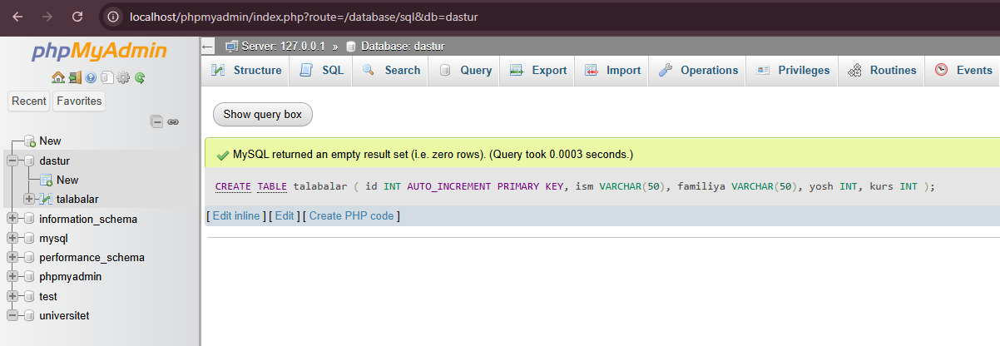 localhost/phpmyadmin/index.php?route=/database/sql&db=dastur
phpMyAdmin
Recent Favorites
New
dastur
New
talabalar
information_schema
mysql
performance_schema
phpmyadmin
test
universitet
Server: 127.0.0.1 » Database: dastur
Structure SQL Search Query Export Import Operations Privileges Routines Events
Show query box
MySQL returned an empty result set (i.e. zero rows). (Query took 0.0003 seconds.)
CREATE TABLE talabalar ( id INT AUTO_INCREMENT PRIMARY KEY, ism VARCHAR(50), familiya VARCHAR(50), yosh INT, kurs INT );
[ Edit inline ] [ Edit ] [ Create PHP code ]